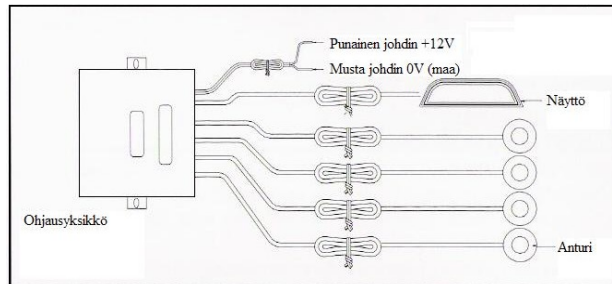 Punainen johdin +12V
Musta johdin 0V (maa)
Näyttö
Ohjausyksikkö
Anturi